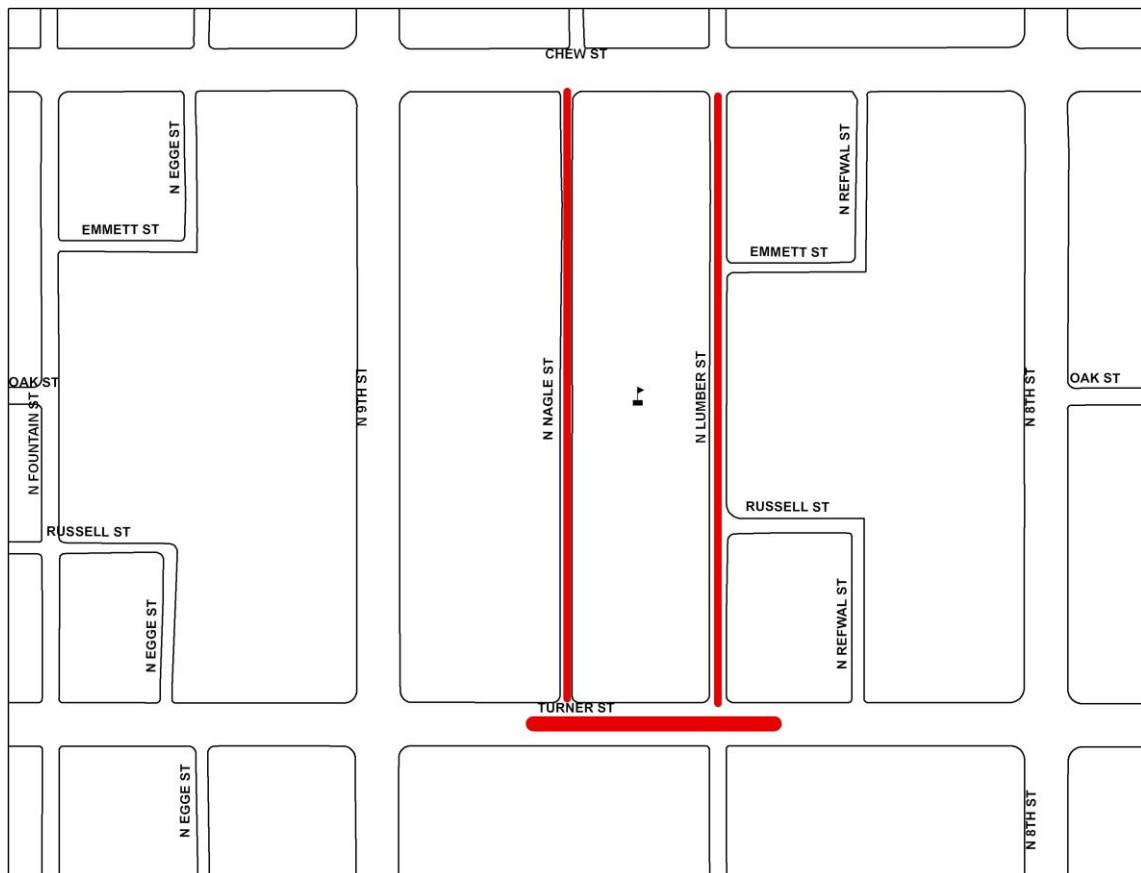 CHEW ST
N EGGE ST
N REFWAL ST
EMMETT ST
EMMETT ST
OAK ST
N FOUNTAIN ST
N 9TH ST
N NAGLE ST
N LUMBER ST
N 8TH ST
OAK ST
RUSSELL ST
RUSSELL ST
N EGGE ST
N REFWAL ST
TURNER ST
N EGGE ST
N 8TH ST